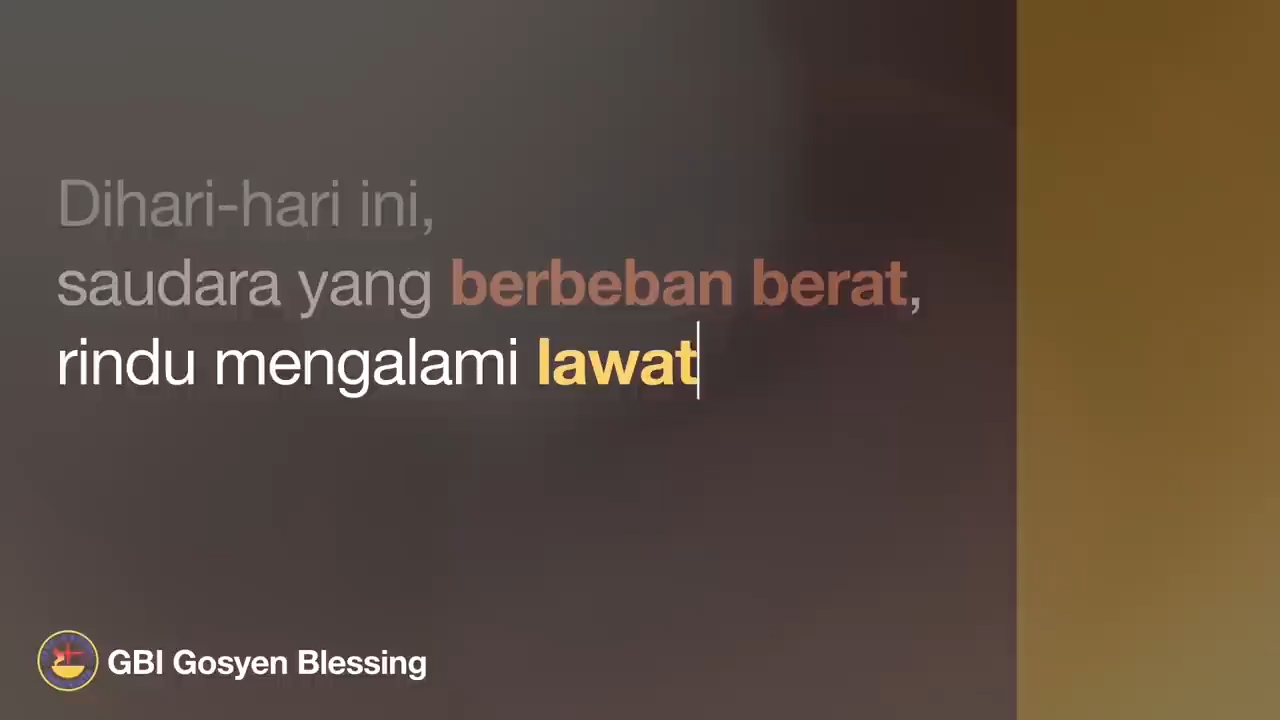 Dihari-hari ini,
saudara yang berbeban berat,
rindu mengalami lawat
GBI Gosyen Blessing